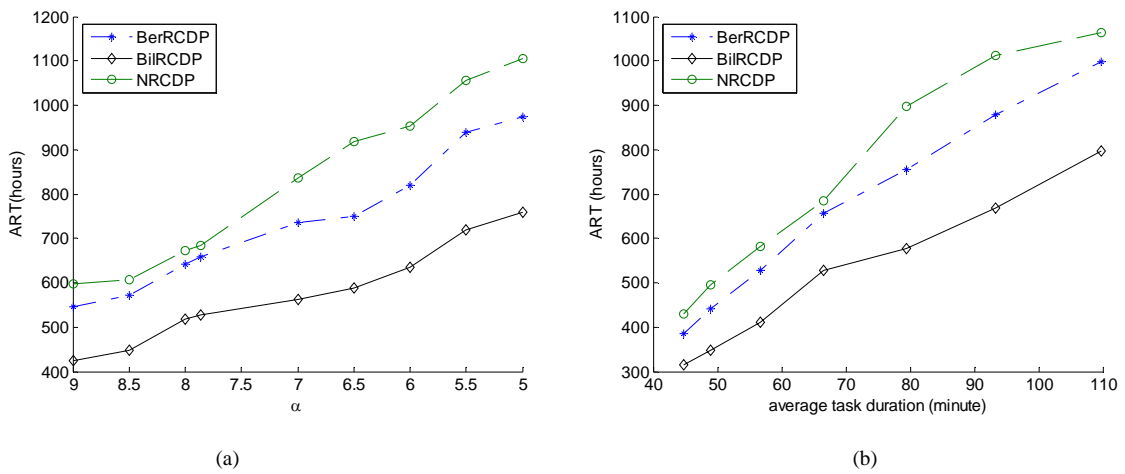 1200
1100
1000
900
800
700
600
500
400
ART(hours)
BerRCDP
BilRCDP
NRCDP
9 8.5 8 7.5 7 6.5 6 5.5 5
α
(a)
1100
1000
900
800
700
600
500
400
300
ART (hours)
BerRCDP
BilRCDP
NRCDP
40 50 60 70 80 90 100 110
average task duration (minute)
(b)